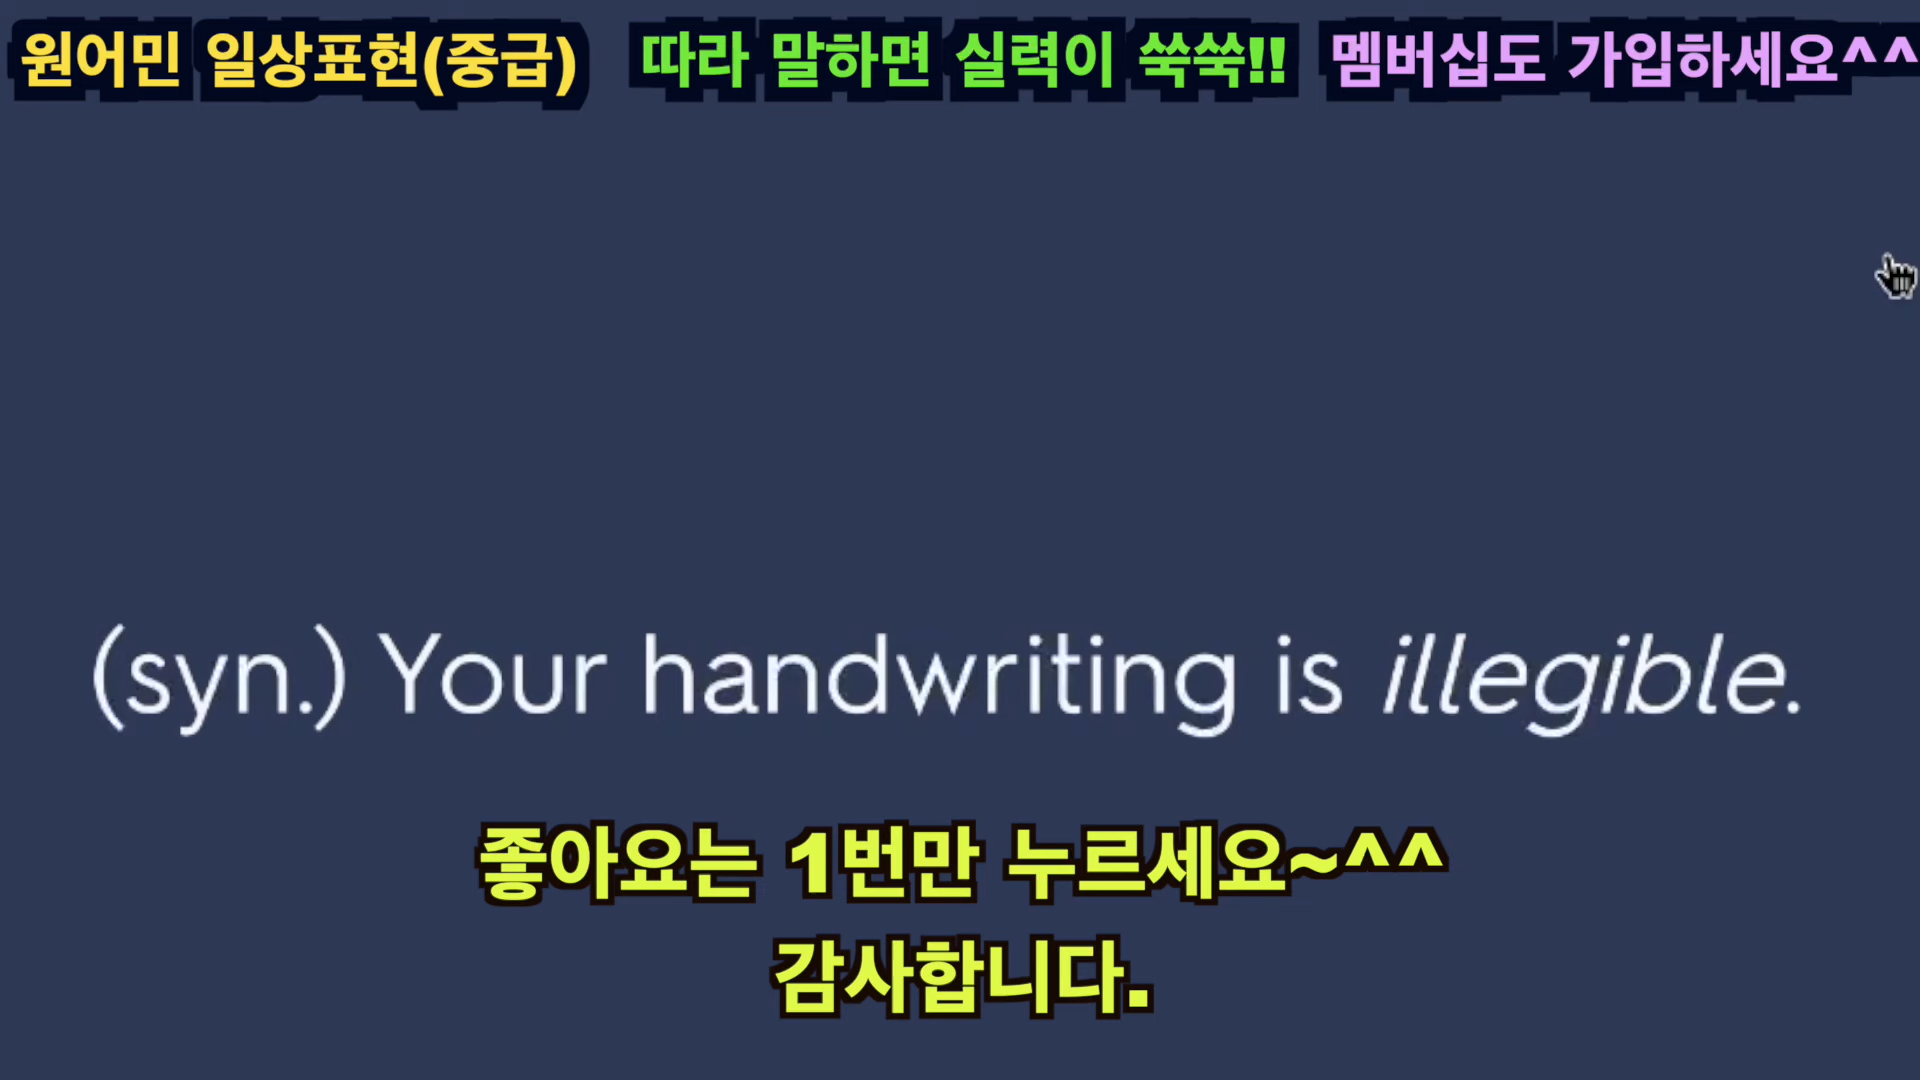 원어민 일상표현(중급) 따라 말하면 실력이 쑥쑥!! 멤버십도 가입하세요^^
(syn.) Your handwriting is illegible.
좋아요는 1번만 누르세요~^^
감사합니다.